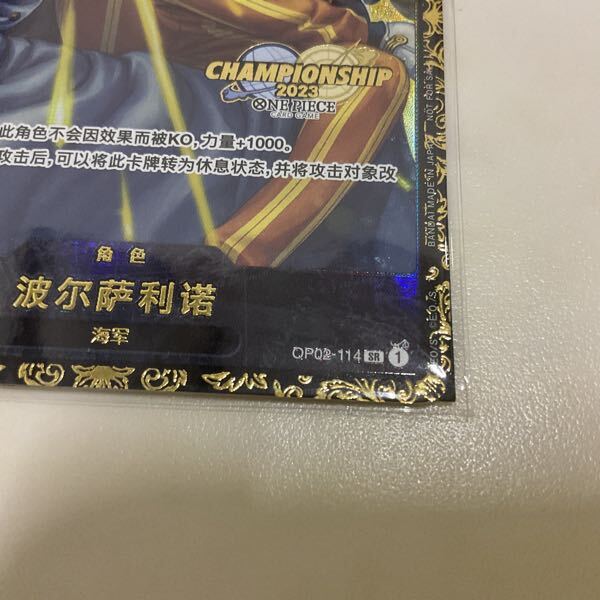 CHAMPIONSHIP
2023
ONE PIECE
CARD GAME
此角色不会因效果而被KO，力量+1000。
攻击后，可以将此卡牌转为休息状态，并将攻击对象改
角色
波尔萨利诺
海军
OP02-114 SR 1
BANDAI MADE IN JAPAN NOT FOR SALE